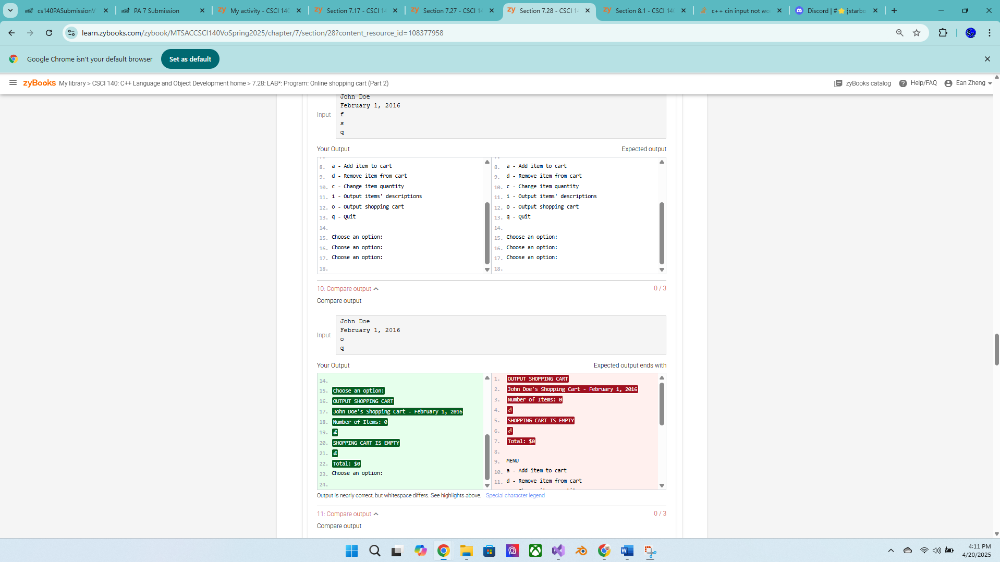 cs140PASubmissionV
PA 7 Submission
zy My activity - CSCI 140
zy Section 7.17 - CSCI 1
zy Section 7.27 - CSCI 14
zy Section 7.28 - CSCI 1
zy Section 8.1 - CSCI 140
c++ cin input not wo
Discord | #⭐┊starbo
learn.zybooks.com/zybook/MTSACCSCI140VoSpring2025/chapter/7/section/28?content_resource_id=108377958
Google Chrome isn't your default browser
Set as default
zyBooks My library > CSCI 140: C++ Language and Object Development home > 7.28: LAB*: Program: Online shopping cart (Part 2)
zyBooks catalog
Help/FAQ
Ean Zheng
Input
John Doe
February 1, 2016
f
s
q
Your Output
Expected output
8. a - Add item to cart
9. d - Remove item from cart
10. c - Change item quantity
11. i - Output items' descriptions
12. o - Output shopping cart
13. q - Quit
14.
15. Choose an option:
16. Choose an option:
17. Choose an option:
18.
8. a - Add item to cart
9. d - Remove item from cart
10. c - Change item quantity
11. i - Output items' descriptions
12. o - Output shopping cart
13. q - Quit
14.
15. Choose an option:
16. Choose an option:
17. Choose an option:
18.
10: Compare output
0 / 3
Compare output
Input
John Doe
February 1, 2016
o
q
Your Output
Expected output ends with
14.
15. Choose an option:
16. OUTPUT SHOPPING CART
17. John Doe's Shopping Cart - February 1, 2016
18. Number of Items: 0
19. ⏎
20. SHOPPING CART IS EMPTY
21. ⏎
22. Total: $0
23. Choose an option:
24.
1. OUTPUT SHOPPING CART
2. John Doe's Shopping Cart - February 1, 2016
3. Number of Items: 0
4. ⏎
5. SHOPPING CART IS EMPTY
6. ⏎
7. Total: $0
8.
9. MENU
10. a - Add item to cart
11. d - Remove item from cart
Output is nearly correct, but whitespace differs. See highlights above. Special character legend
11: Compare output
0 / 3
Compare output
4:11 PM
4/20/2025